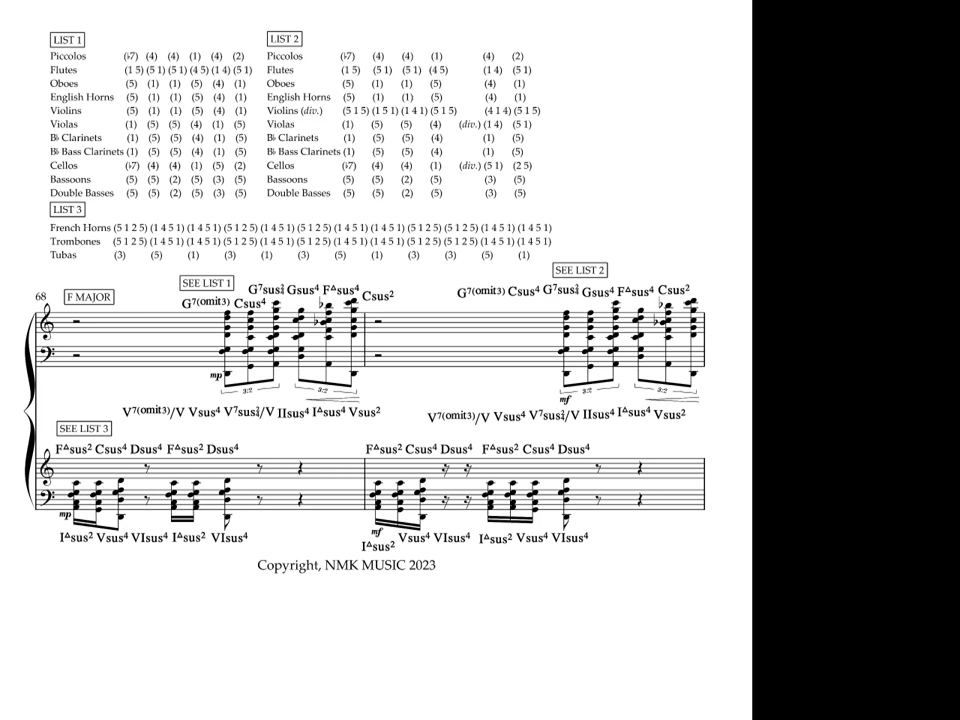 LIST 1
Piccolos (♭7) (4) (4) (1) (4) (2)
Flutes (1 5) (5 1) (5 1) (4 5) (1 4) (5 1)
Oboes (5) (1) (1) (5) (4) (1)
English Horns (5) (1) (1) (5) (4) (1)
Violins (5) (1) (1) (5) (4) (1)
Violas (1) (5) (5) (4) (1) (5)
B♭ Clarinets (1) (5) (5) (4) (1) (5)
B♭ Bass Clarinets (1) (5) (5) (4) (1) (5)
Cellos (♭7) (4) (4) (1) (5) (2)
Bassoons (5) (5) (2) (5) (3) (5)
Double Basses (5) (5) (2) (5) (3) (5)
LIST 2
Piccolos (♭7) (4) (4) (1) (4) (2)
Flutes (1 5) (5 1) (5 1) (4 5) (1 4) (5 1)
Oboes (5) (1) (1) (5) (4) (1)
English Horns (5) (1) (1) (5) (4) (1)
Violins (div.) (5 1 5) (1 5 1) (1 4 1) (5 1 5) (4 1 4) (5 1 5)
Violas (1) (5) (5) (4) (div.) (1 4) (5 1)
B♭ Clarinets (1) (5) (5) (4) (1) (5)
B♭ Bass Clarinets (1) (5) (5) (4) (1) (5)
Cellos (♭7) (4) (4) (1) (div.) (5 1) (2 5)
Bassoons (5) (5) (2) (5) (3) (5)
Double Basses (5) (5) (2) (5) (3) (5)
LIST 3
French Horns (5 1 2 5) (1 4 5 1) (1 4 5 1) (5 1 2 5) (1 4 5 1) (5 1 2 5) (1 4 5 1) (1 4 5 1) (5 1 2 5) (5 1 2 5) (1 4 5 1) (1 4 5 1)
Trombones (5 1 2 5) (1 4 5 1) (1 4 5 1) (5 1 2 5) (1 4 5 1) (5 1 2 5) (1 4 5 1) (1 4 5 1) (5 1 2 5) (5 1 2 5) (1 4 5 1) (1 4 5 1)
Tubas (3) (5) (1) (3) (1) (3) (5) (1) (3) (3) (5) (1)
68 F MAJOR SEE LIST 1 SEE LIST 2
G7(omit3) Csus4 G7sus24 Gsus4 F△sus4 Csus2 G7(omit3) Csus4 G7sus24 Gsus4 F△sus4 Csus2
mp 3:2 3:2 mf 3:2 3:2
V7(omit3)/V Vsus4 V7sus24/V IIsus4 I△sus4 Vsus2 V7(omit3)/V Vsus4 V7sus24/V IIsus4 I△sus4 Vsus2
SEE LIST 3
F△sus2 Csus4 Dsus4 F△sus2 Dsus4 F△sus2 Csus4 Dsus4 F△sus2 Csus4 Dsus4
mp mf
I△sus2 Vsus4 VIsus4 I△sus2 VIsus4 I△sus2 Vsus4 VIsus4 I△sus2 Vsus4 VIsus4
Copyright, NMK MUSIC 2023